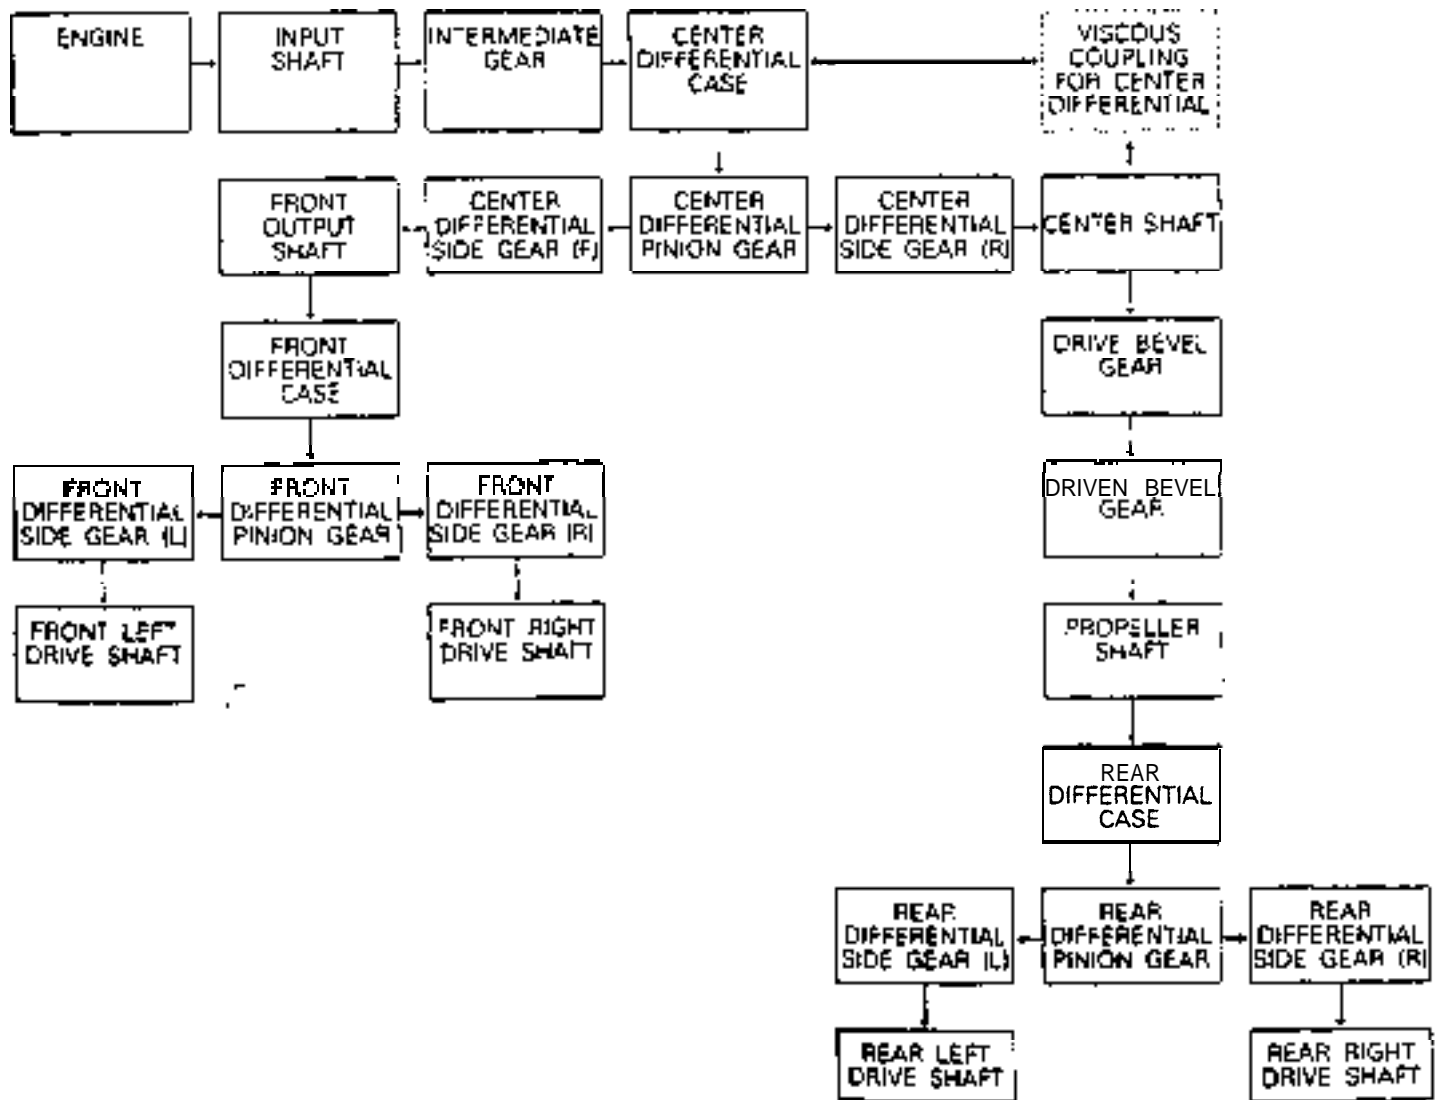 ENGINE
INPUT
SHAFT
INTERMEDIATE
GEAR
CENTER
DIFFERENTIAL
CASE
VISCOUS
COUPLING
FOR CENTER
DIFFERENTIAL
FRONT
OUTPUT
SHAFT
CENTER
DIFFERENTIAL
SIDE GEAR (F)
CENTER
DIFFERENTIAL
PINION GEAR
CENTER
DIFFERENTIAL
SIDE GEAR (R)
CENTER SHAFT
FRONT
DIFFERENTIAL
CASE
DRIVE BEVEL
GEAR
FRONT
DIFFERENTIAL
SIDE GEAR (L)
FRONT
DIFFERENTIAL
PINION GEAR
FRONT
DIFFERENTIAL
SIDE GEAR (R)
DRIVEN BEVEL
GEAR
FRONT LEFT
DRIVE SHAFT
FRONT RIGHT
DRIVE SHAFT
PROPELLER
SHAFT
REAR
DIFFERENTIAL
CASE
REAR
DIFFERENTIAL
SIDE GEAR (L)
REAR
DIFFERENTIAL
PINION GEAR
REAR
DIFFERENTIAL
SIDE GEAR (R)
REAR LEFT
DRIVE SHAFT
REAR RIGHT
DRIVE SHAFT